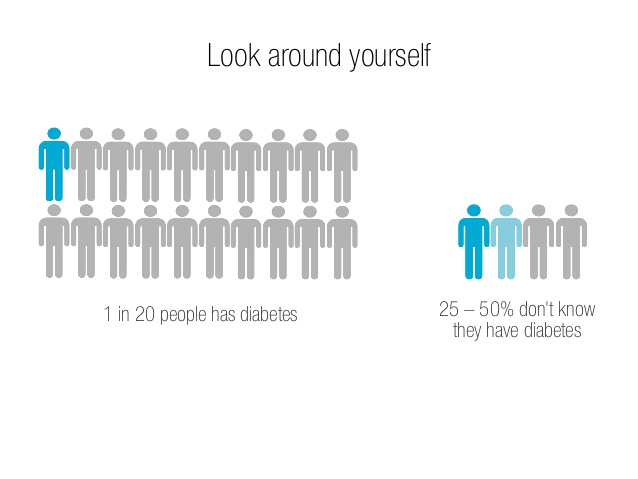 Look around yourself
1 in 20 people has diabetes
25 – 50% don't know
they have diabetes